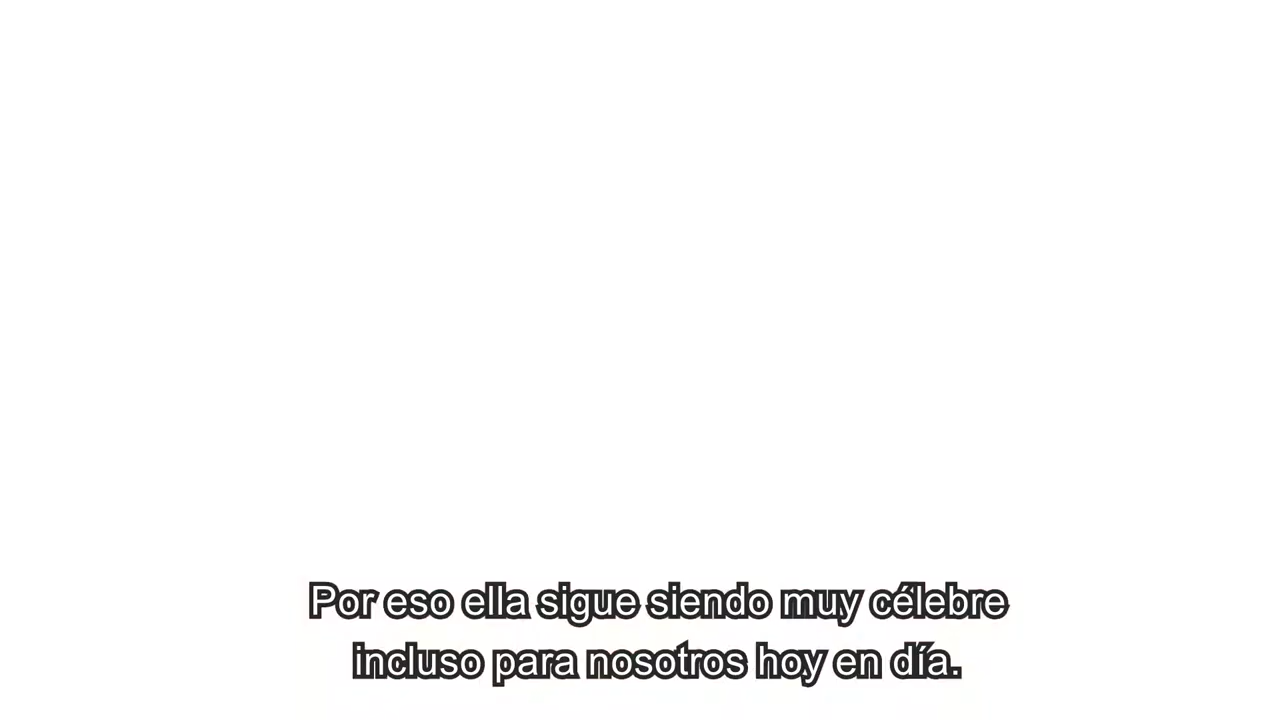 Por eso ella sigue siendo muy célebre
incluso para nosotros hoy en día.